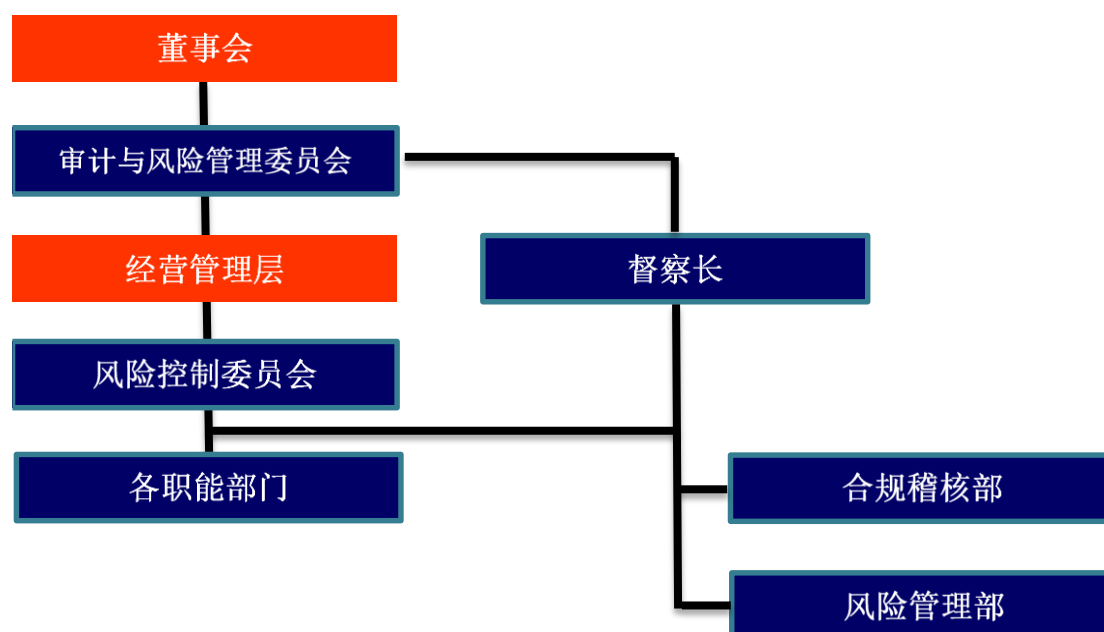 董事会
审计与风险管理委员会
经营管理层
督察长
风险控制委员会
各职能部门
合规稽核部
风险管理部